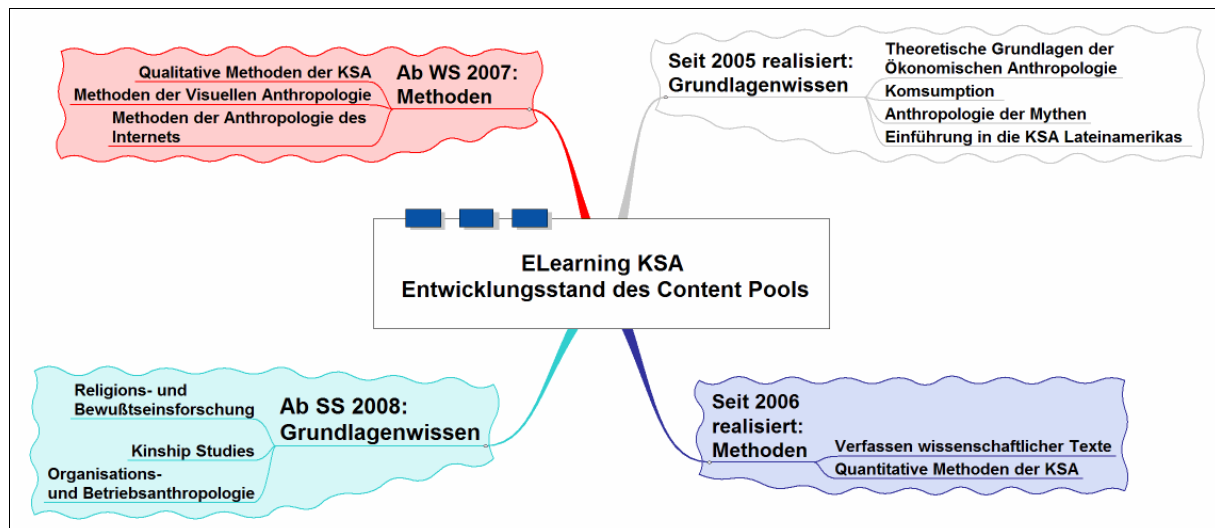 Ab WS 2007:
Methoden
Qualitative Methoden der KSA
Methoden der Visuellen Anthropologie
Methoden der Anthropologie des
Internets
Seit 2005 realisiert:
Grundlagenwissen
Theoretische Grundlagen der
Ökonomischen Anthropologie
Komsumption
Anthropologie der Mythen
Einführung in die KSA Lateinamerikas
ELearning KSA
Entwicklungsstand des Content Pools
Ab SS 2008:
Grundlagenwissen
Religions- und
Bewußtseinsforschung
Kinship Studies
Organisations-
und Betriebsanthropologie
Seit 2006
realisiert:
Methoden
Verfassen wissenschaftlicher Texte
Quantitative Methoden der KSA